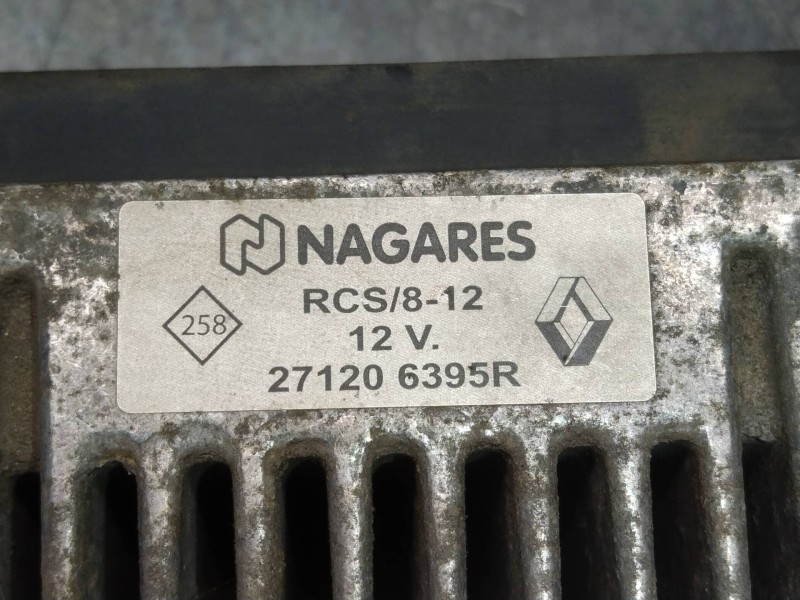 NAGARES
RCS/8-12
258
12 V.
27120 6395R